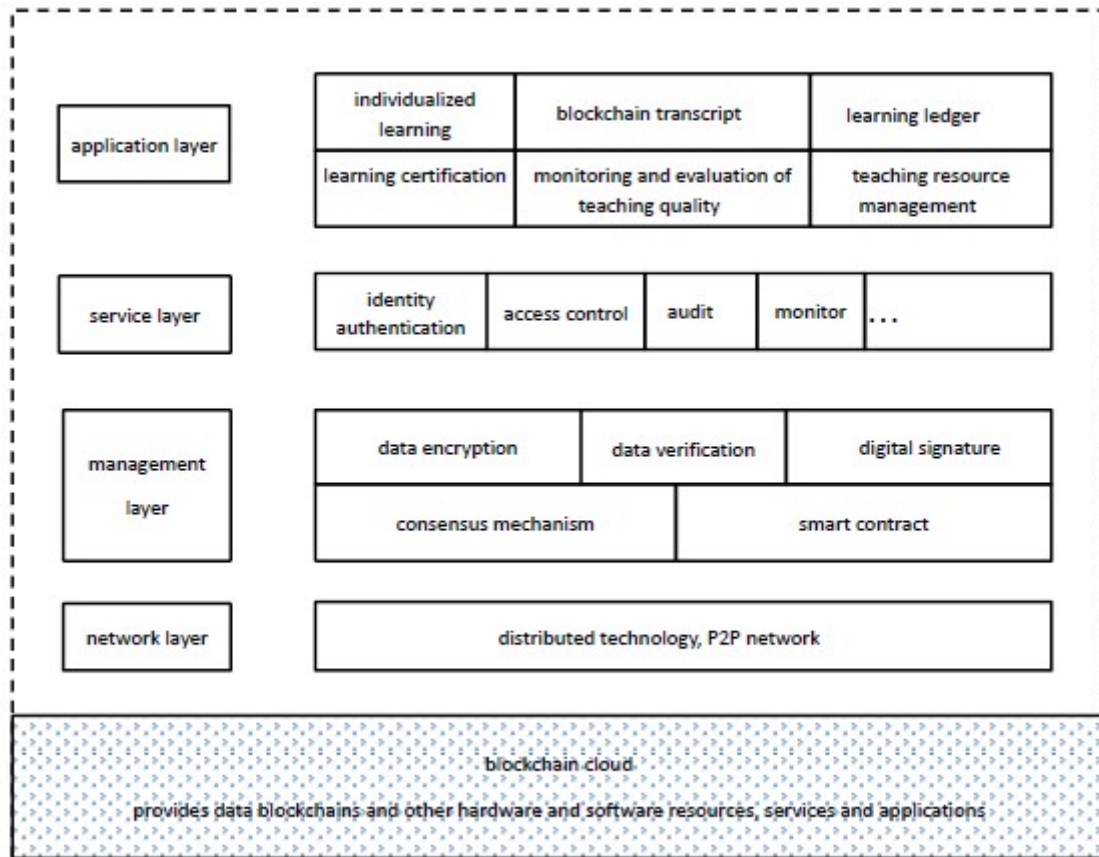 application layer
individualized
learning
blockchain transcript
learning ledger
learning certification
monitoring and evaluation of
teaching quality
teaching resource
management
service layer
identity
authentication
access control
audit
monitor
...
management
layer
data encryption
data verification
digital signature
consensus mechanism
smart contract
network layer
distributed technology, P2P network
blockchain cloud
provides data blockchains and other hardware and software resources, services and applications